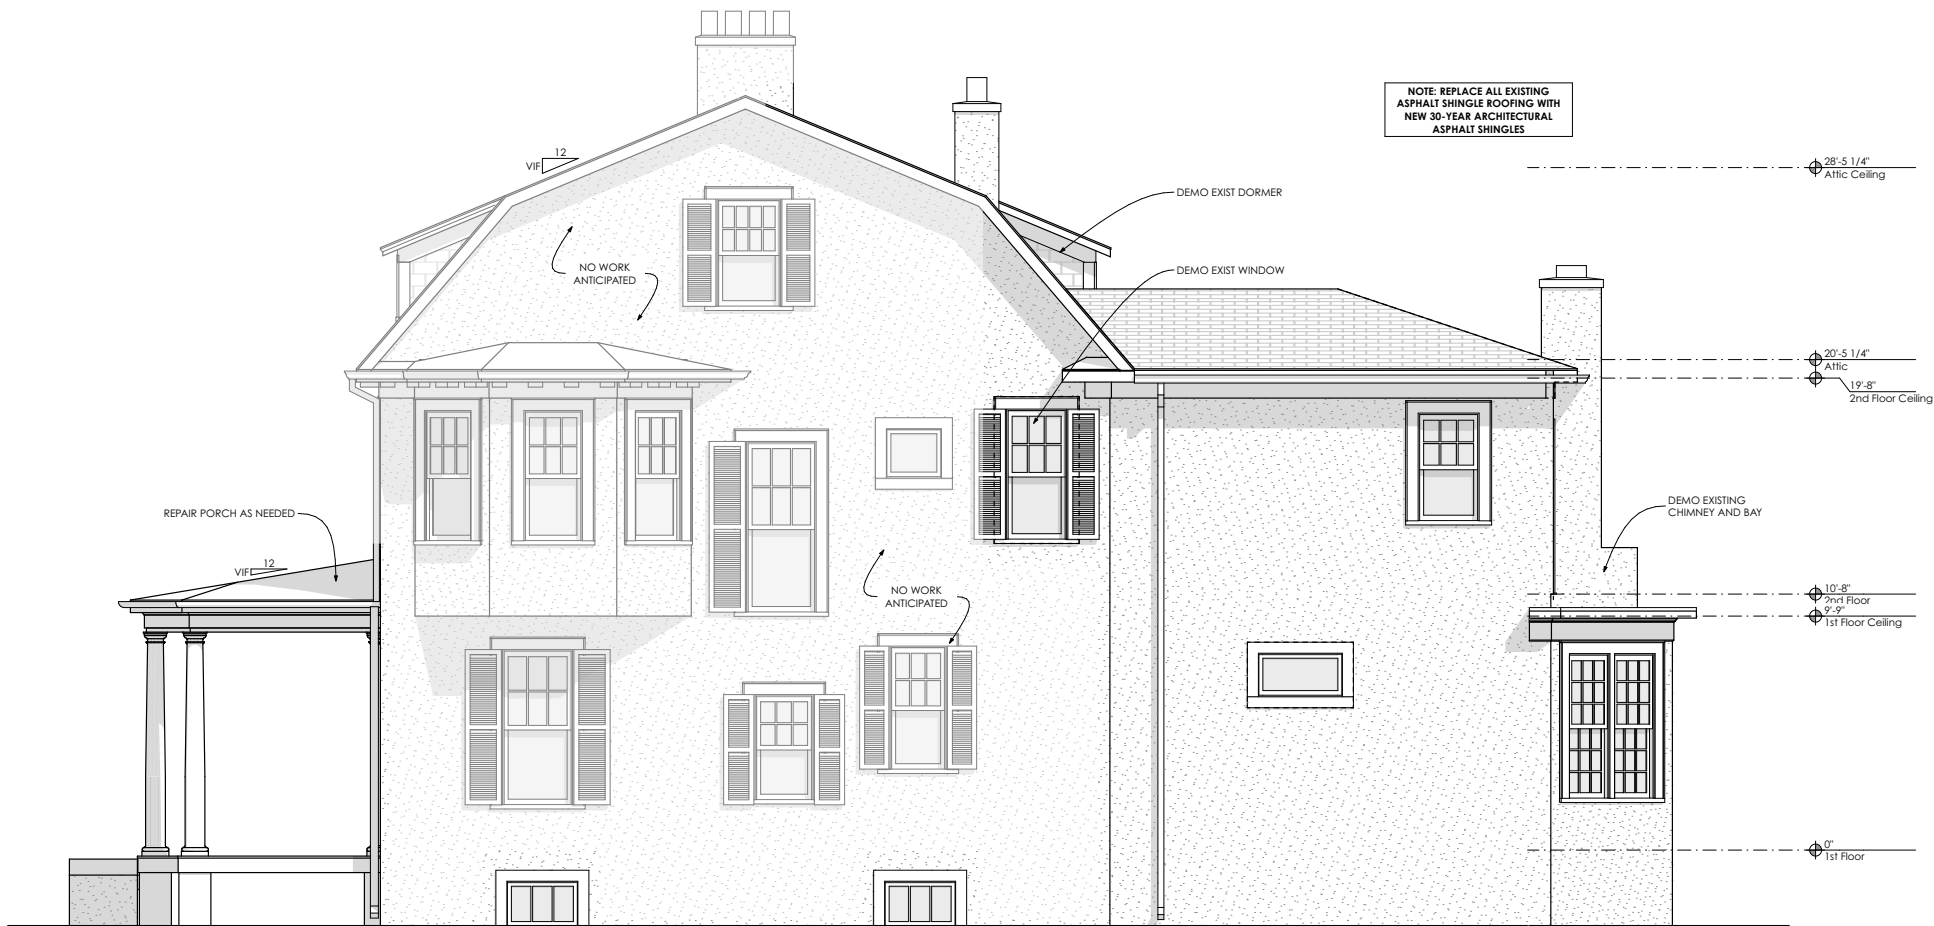 NOTE: REPLACE ALL EXISTING
ASPHALT SHINGLE ROOFING WITH
NEW 30-YEAR ARCHITECTURAL
ASPHALT SHINGLES
12
VIF
28'-5 1/4"
Attic Ceiling
DEMO EXIST DORMER
NO WORK
ANTICIPATED
DEMO EXIST WINDOW
20'-5 1/4"
Attic
19'-8"
2nd Floor Ceiling
REPAIR PORCH AS NEEDED
DEMO EXISTING
CHIMNEY AND BAY
12
VIF
NO WORK
ANTICIPATED
10'-8"
2nd Floor
9'-9"
1st Floor Ceiling
0"
1st Floor